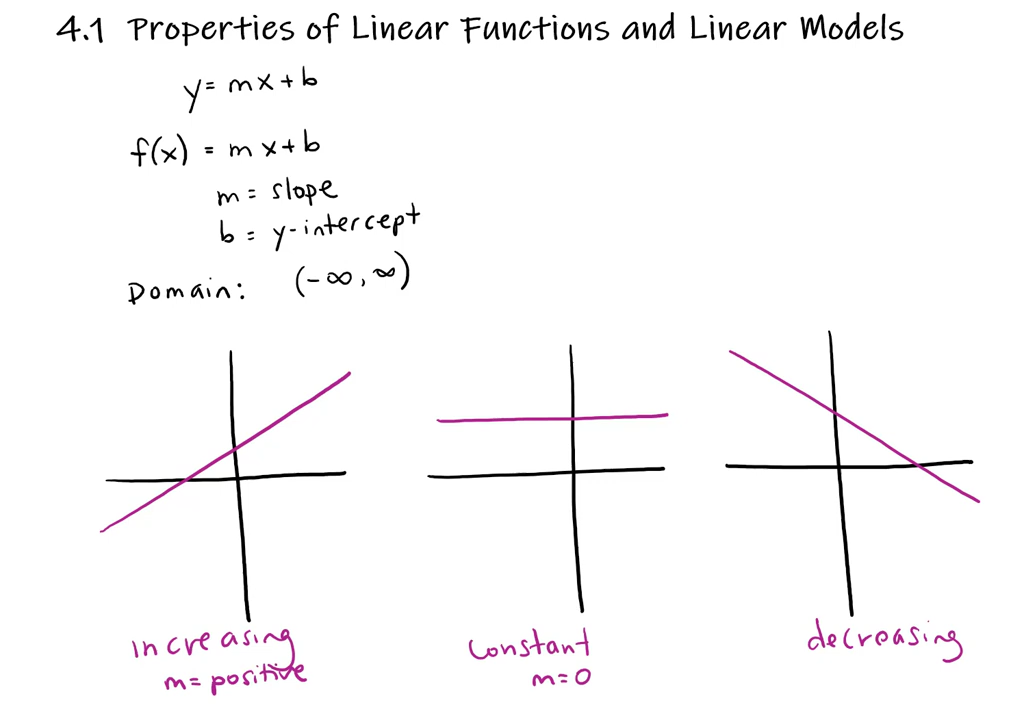 4.1 Properties of Linear Functions and Linear Models
y = mx + b
f(x) = mx + b
m = slope
b = y-intercept
Domain: (-∞, ∞)
increasing
m = positive
constant
m = 0
decreasing